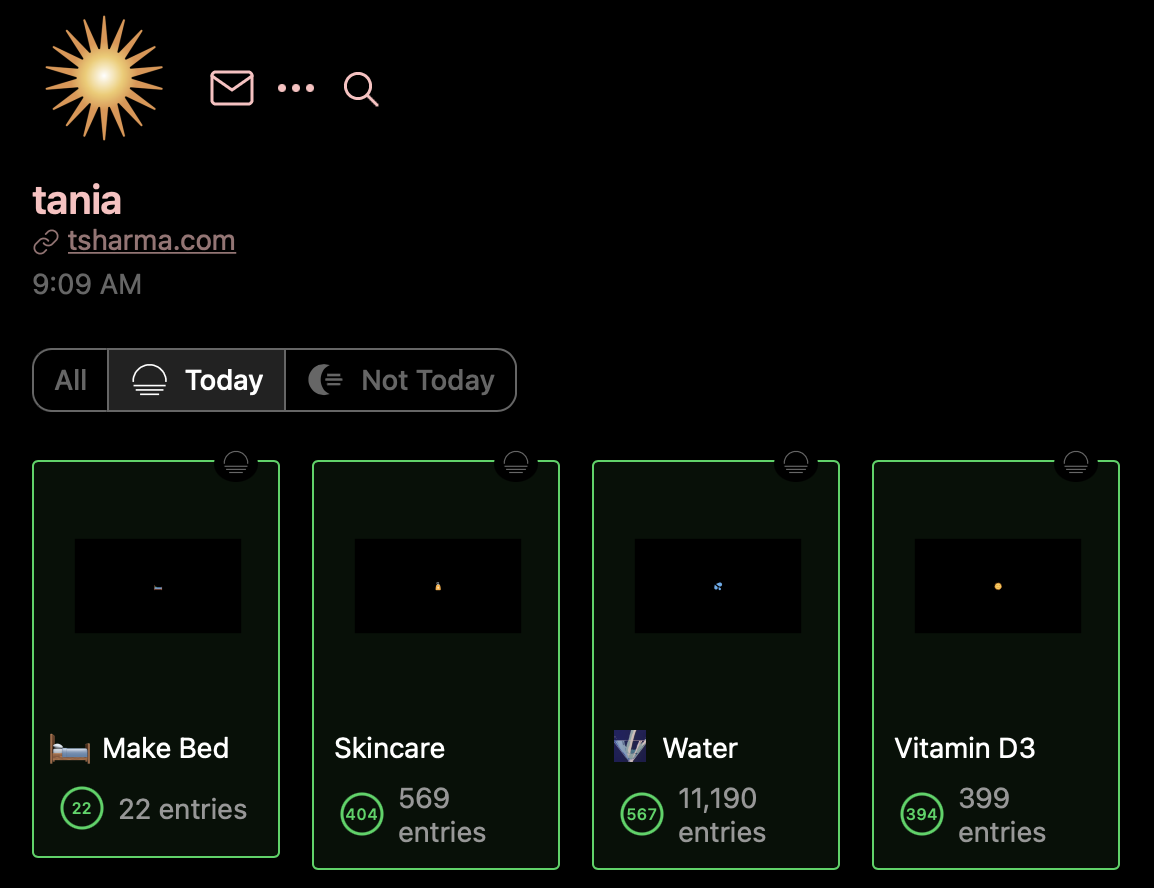 tania
tsharma.com
9:09 AM
All
Today
Not Today
Make Bed
22
22 entries
Skincare
404
569
entries
Water
567
11,190
entries
Vitamin D3
394
399
entries